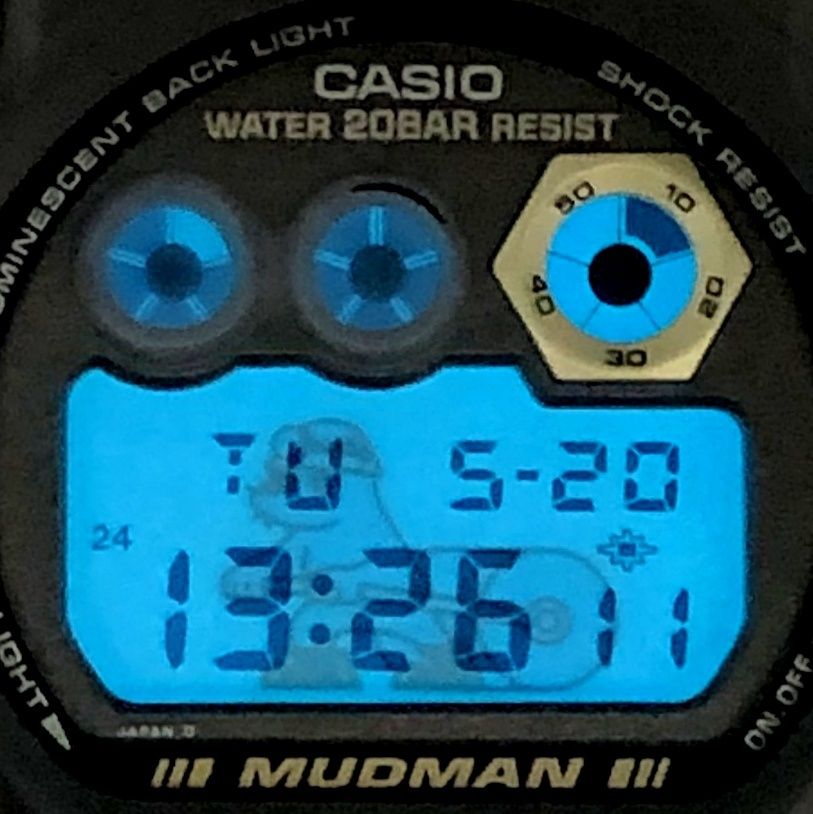 LUMINESCENT BACK LIGHT
CASIO
SHOCK RESIST
WATER 20BAR RESIST
50 10
40 20
30
TU 5-20
24
13:26 11
LIGHT
ON.OFF
JAPAN
MUDMAN